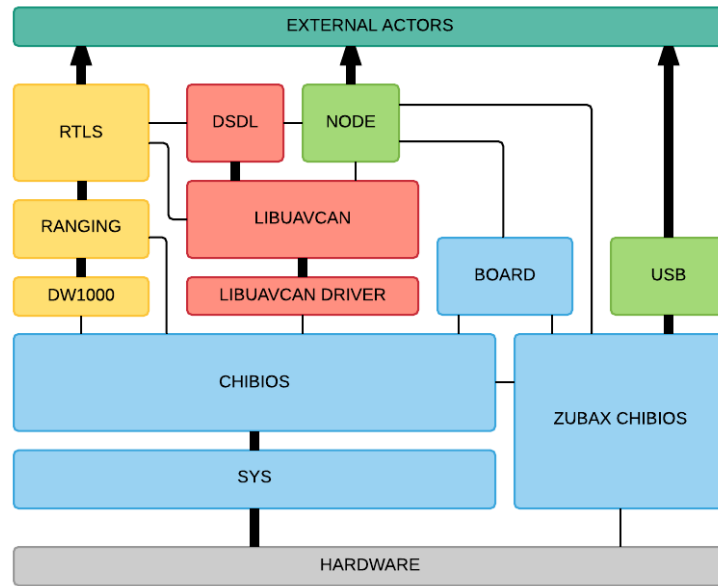 EXTERNAL ACTORS
RTLS
DSDL
NODE
RANGING
LIBUAVCAN
DW1000
LIBUAVCAN DRIVER
BOARD
USB
CHIBIOS
ZUBAX CHIBIOS
SYS
HARDWARE